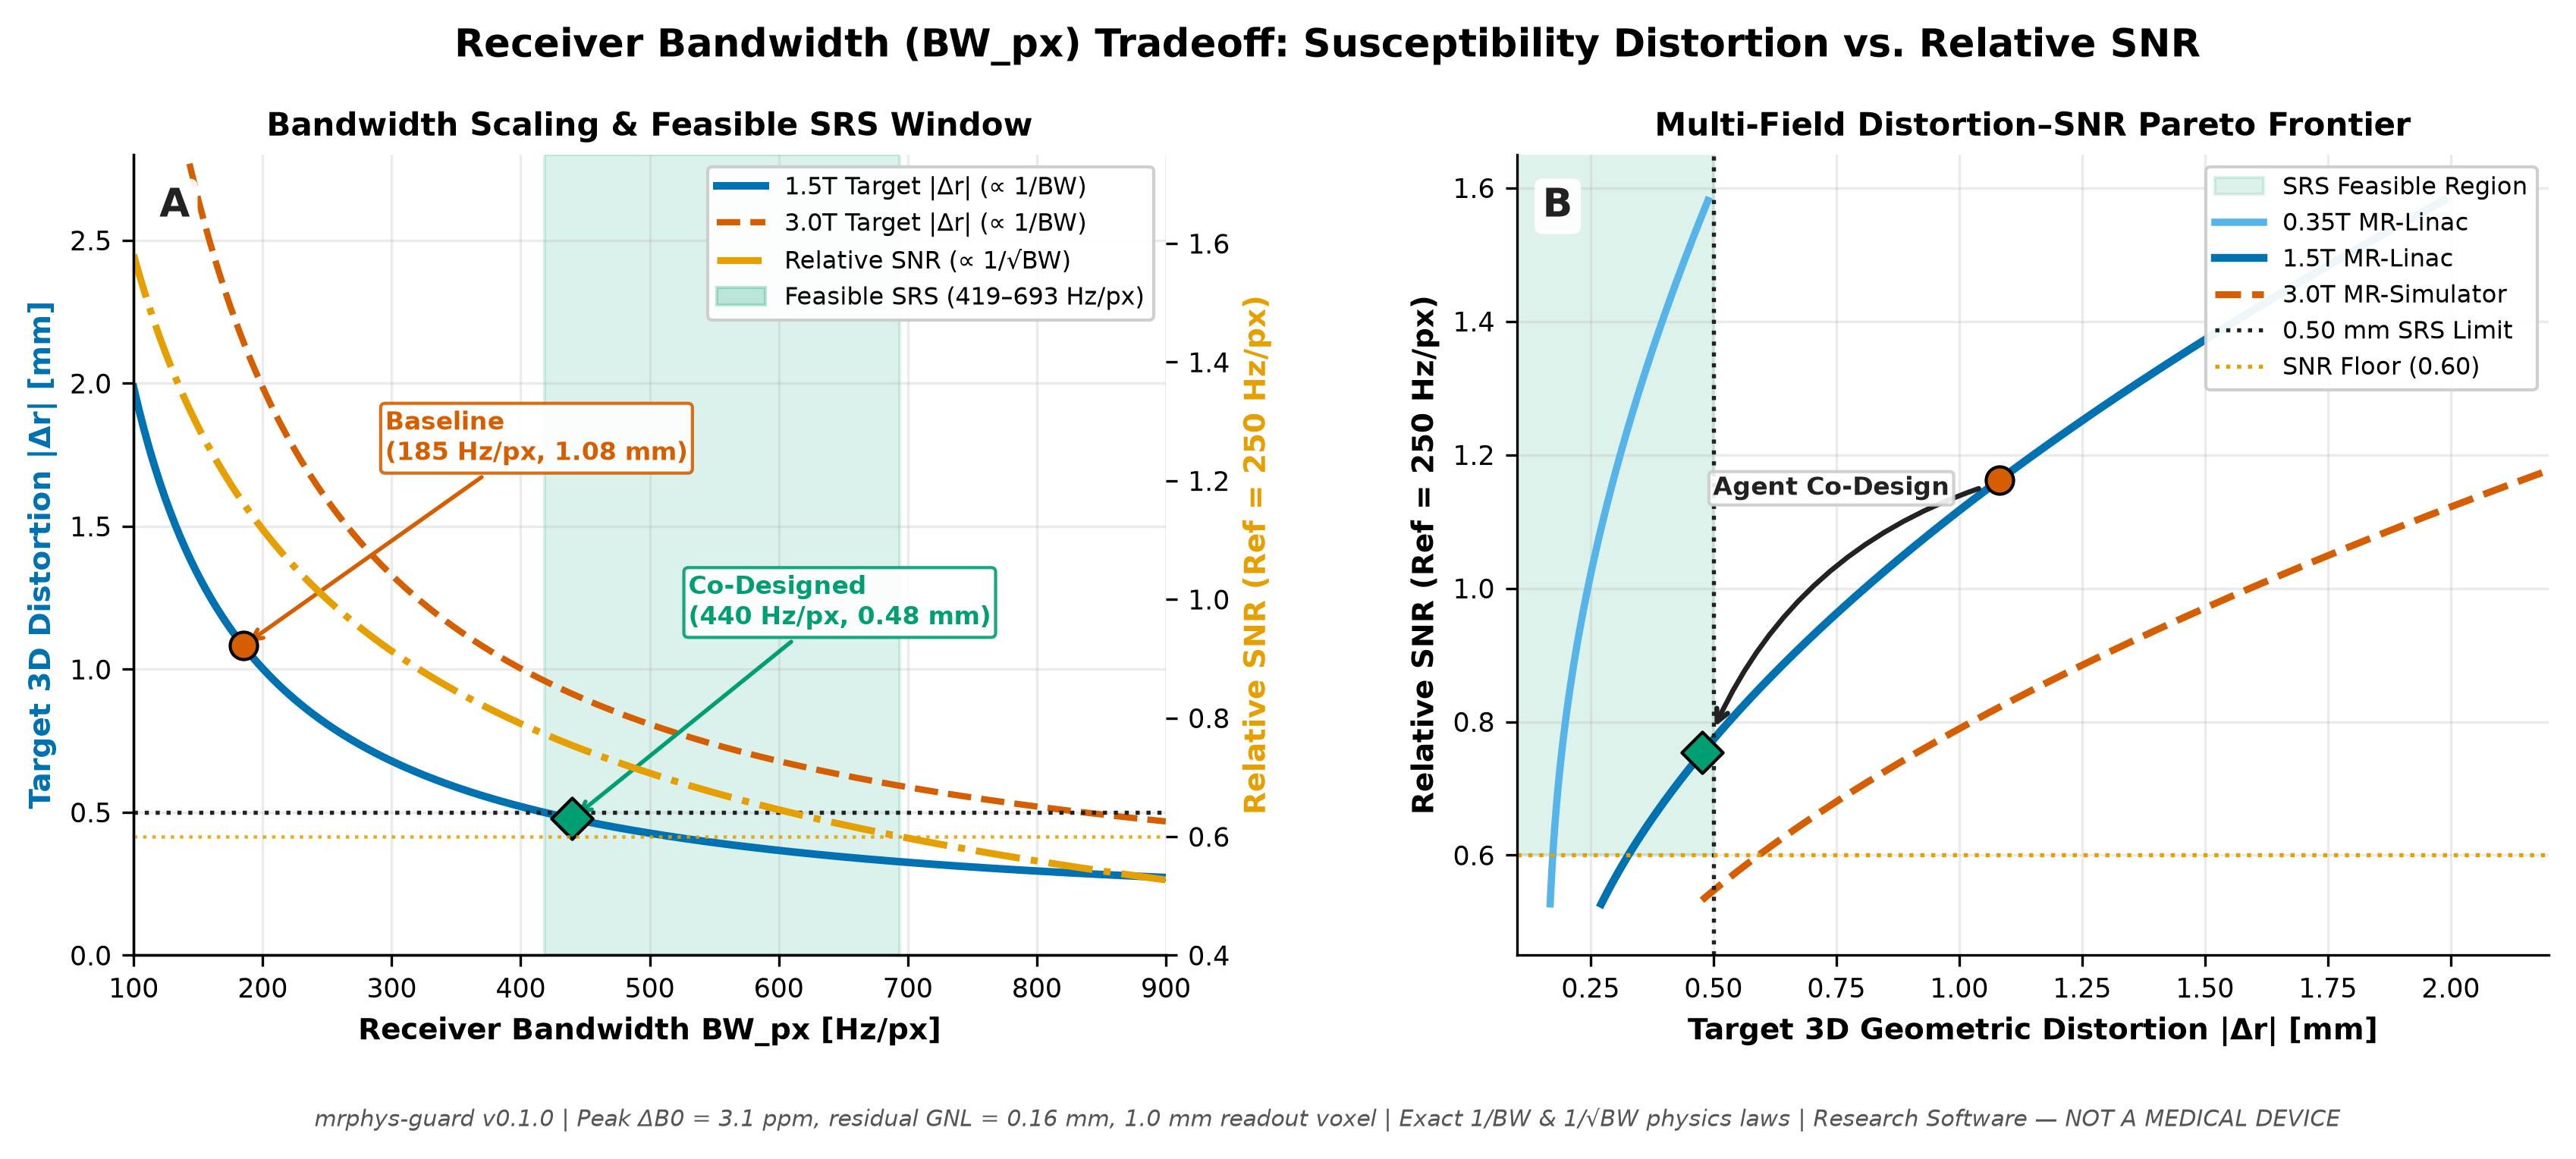 Receiver Bandwidth (BW_px) Tradeoff: Susceptibility Distortion vs. Relative SNR
Bandwidth Scaling & Feasible SRS Window
A
1.5T Target |Δr| (∝ 1/BW)
3.0T Target |Δr| (∝ 1/BW)
Relative SNR (∝ 1/√BW)
Feasible SRS (419–693 Hz/px)
Baseline
(185 Hz/px, 1.08 mm)
Co-Designed
(440 Hz/px, 0.48 mm)
Target 3D Distortion |Δr| [mm]
2.5
2.0
1.5
1.0
0.5
0.0
1.6
1.4
1.2
1.0
0.8
0.6
0.4
Relative SNR (Ref = 250 Hz/px)
100 200 300 400 500 600 700 800 900
Receiver Bandwidth BW_px [Hz/px]
Multi-Field Distortion–SNR Pareto Frontier
B
SRS Feasible Region
0.35T MR-Linac
1.5T MR-Linac
3.0T MR-Simulator
0.50 mm SRS Limit
SNR Floor (0.60)
Agent Co-Design
Relative SNR (Ref = 250 Hz/px)
1.6
1.4
1.2
1.0
0.8
0.6
0.25 0.50 0.75 1.00 1.25 1.50 1.75 2.00
Target 3D Geometric Distortion |Δr| [mm]
mrphys-guard v0.1.0 | Peak ΔB0 = 3.1 ppm, residual GNL = 0.16 mm, 1.0 mm readout voxel | Exact 1/BW & 1/√BW physics laws | Research Software — NOT A MEDICAL DEVICE